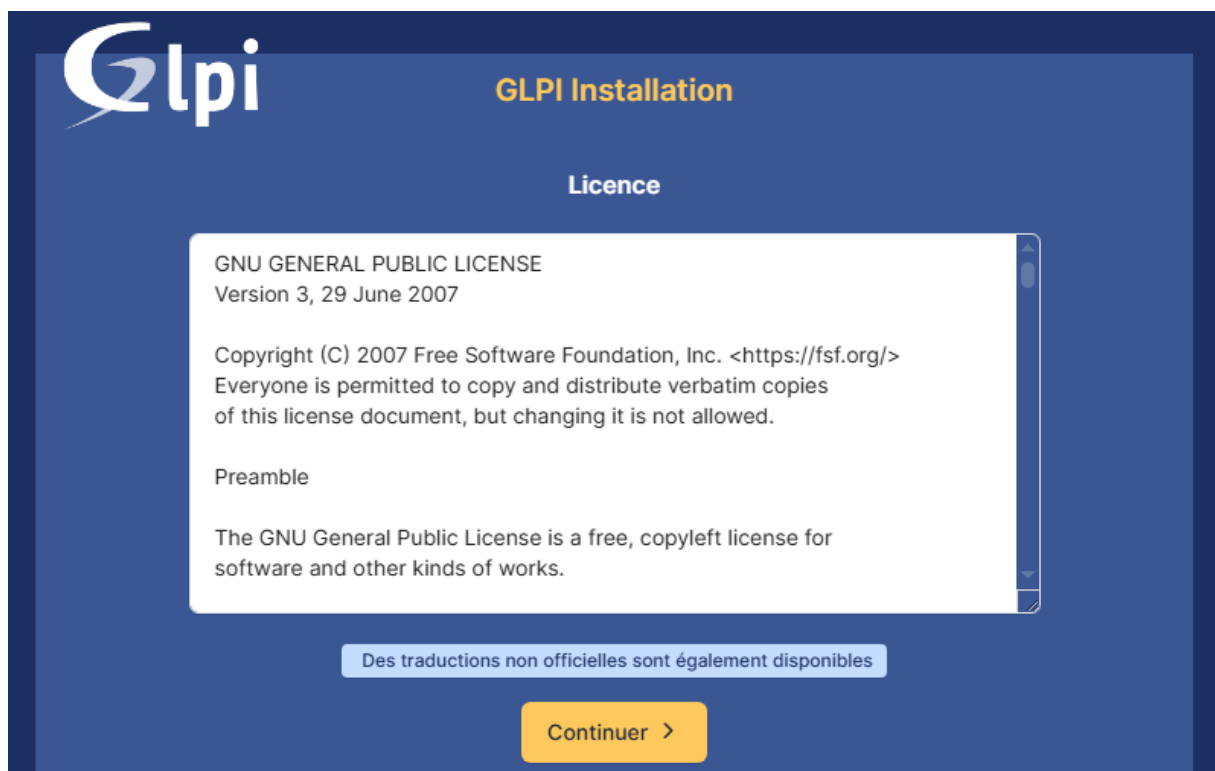 Glpi
GLPI Installation
Licence
GNU GENERAL PUBLIC LICENSE
Version 3, 29 June 2007
Copyright (C) 2007 Free Software Foundation, Inc. <https://fsf.org/>
Everyone is permitted to copy and distribute verbatim copies
of this license document, but changing it is not allowed.
Preamble
The GNU General Public License is a free, copyleft license for
software and other kinds of works.
Des traductions non officielles sont également disponibles
Continuer >